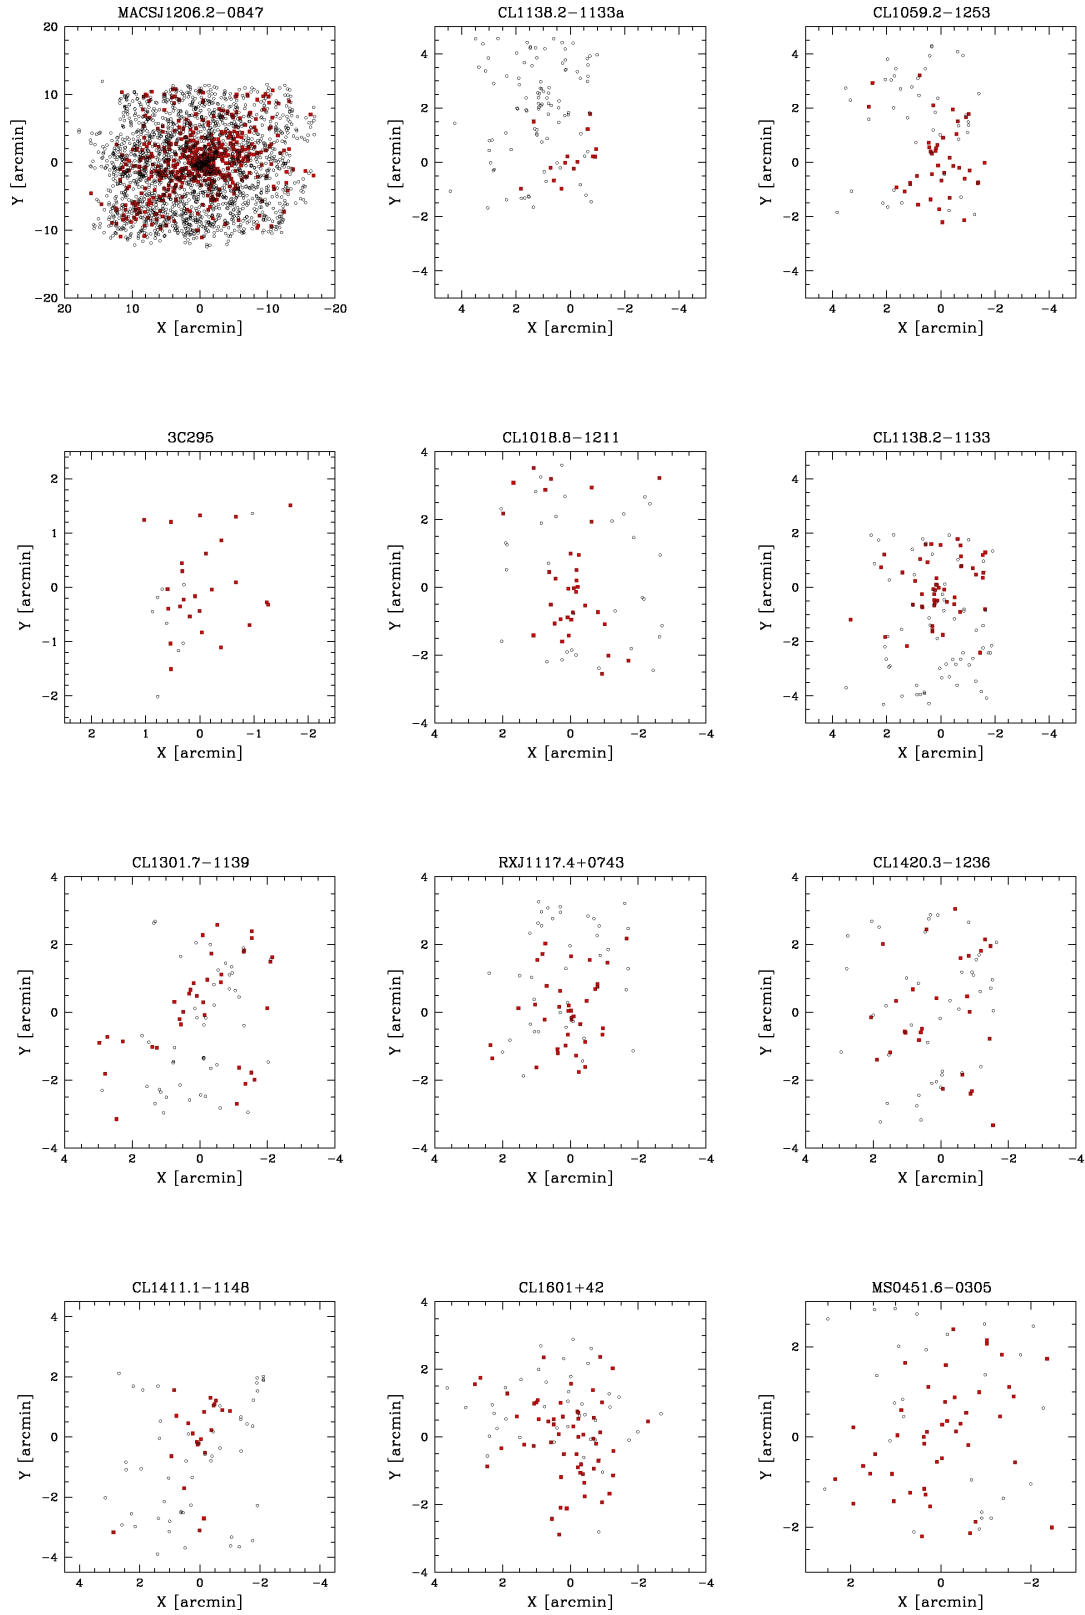 MACSJ1206.2−0847
CL1138.2−1133a
CL1059.2−1253
20
10
0
−10
−20
Y [arcmin]
20 10 0 −10 −20
X [arcmin]
4
2
0
−2
−4
Y [arcmin]
4 2 0 −2 −4
X [arcmin]
4
2
0
−2
−4
Y [arcmin]
4 2 0 −2 −4
X [arcmin]
3C295
CL1018.8−1211
CL1138.2−1133
2
1
0
−1
−2
Y [arcmin]
2 1 0 −1 −2
X [arcmin]
4
2
0
−2
−4
Y [arcmin]
4 2 0 −2 −4
X [arcmin]
4
2
0
−2
−4
Y [arcmin]
4 2 0 −2 −4
X [arcmin]
CL1301.7−1139
RXJ1117.4+0743
CL1420.3−1236
4
2
0
−2
−4
Y [arcmin]
4 2 0 −2 −4
X [arcmin]
4
2
0
−2
−4
Y [arcmin]
4 2 0 −2 −4
X [arcmin]
4
2
0
−2
−4
Y [arcmin]
4 2 0 −2 −4
X [arcmin]
CL1411.1−1148
CL1601+42
MS0451.6−0305
4
2
0
−2
−4
Y [arcmin]
4 2 0 −2 −4
X [arcmin]
4
2
0
−2
−4
Y [arcmin]
4 2 0 −2 −4
X [arcmin]
2
0
−2
Y [arcmin]
2 0 −2
X [arcmin]